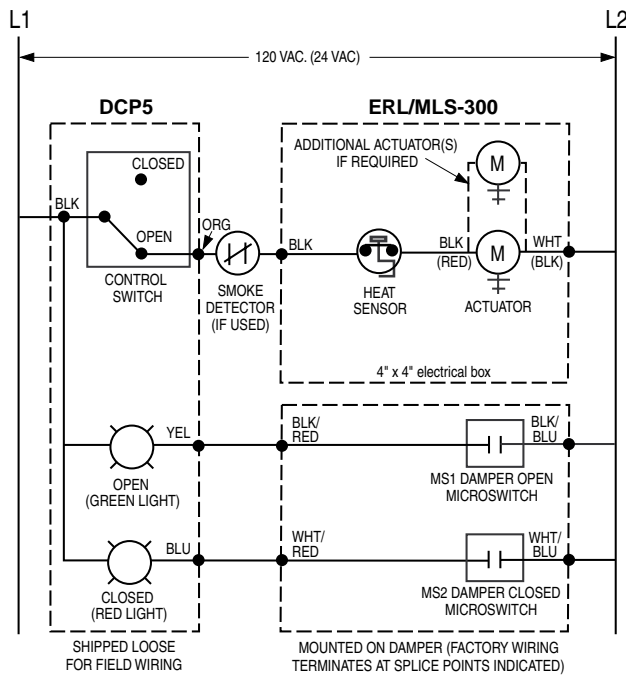 L1
L2
120 VAC. (24 VAC)
DCP5
ERL/MLS-300
CLOSED
BLK
OPEN
ORG
CONTROL
SWITCH
SMOKE
DETECTOR
(IF USED)
ADDITIONAL ACTUATOR(S)
IF REQUIRED
M
BLK
HEAT
SENSOR
BLK
(RED)
M
WHT
(BLK)
ACTUATOR
4" x 4" electrical box
YEL
OPEN
(GREEN LIGHT)
BLK/
RED
BLK/
BLU
MS1 DAMPER OPEN
MICROSWITCH
BLU
CLOSED
(RED LIGHT)
WHT/
RED
WHT/
BLU
MS2 DAMPER CLOSED
MICROSWITCH
SHIPPED LOOSE
FOR FIELD WIRING
MOUNTED ON DAMPER (FACTORY WIRING
TERMINATES AT SPLICE POINTS INDICATED)